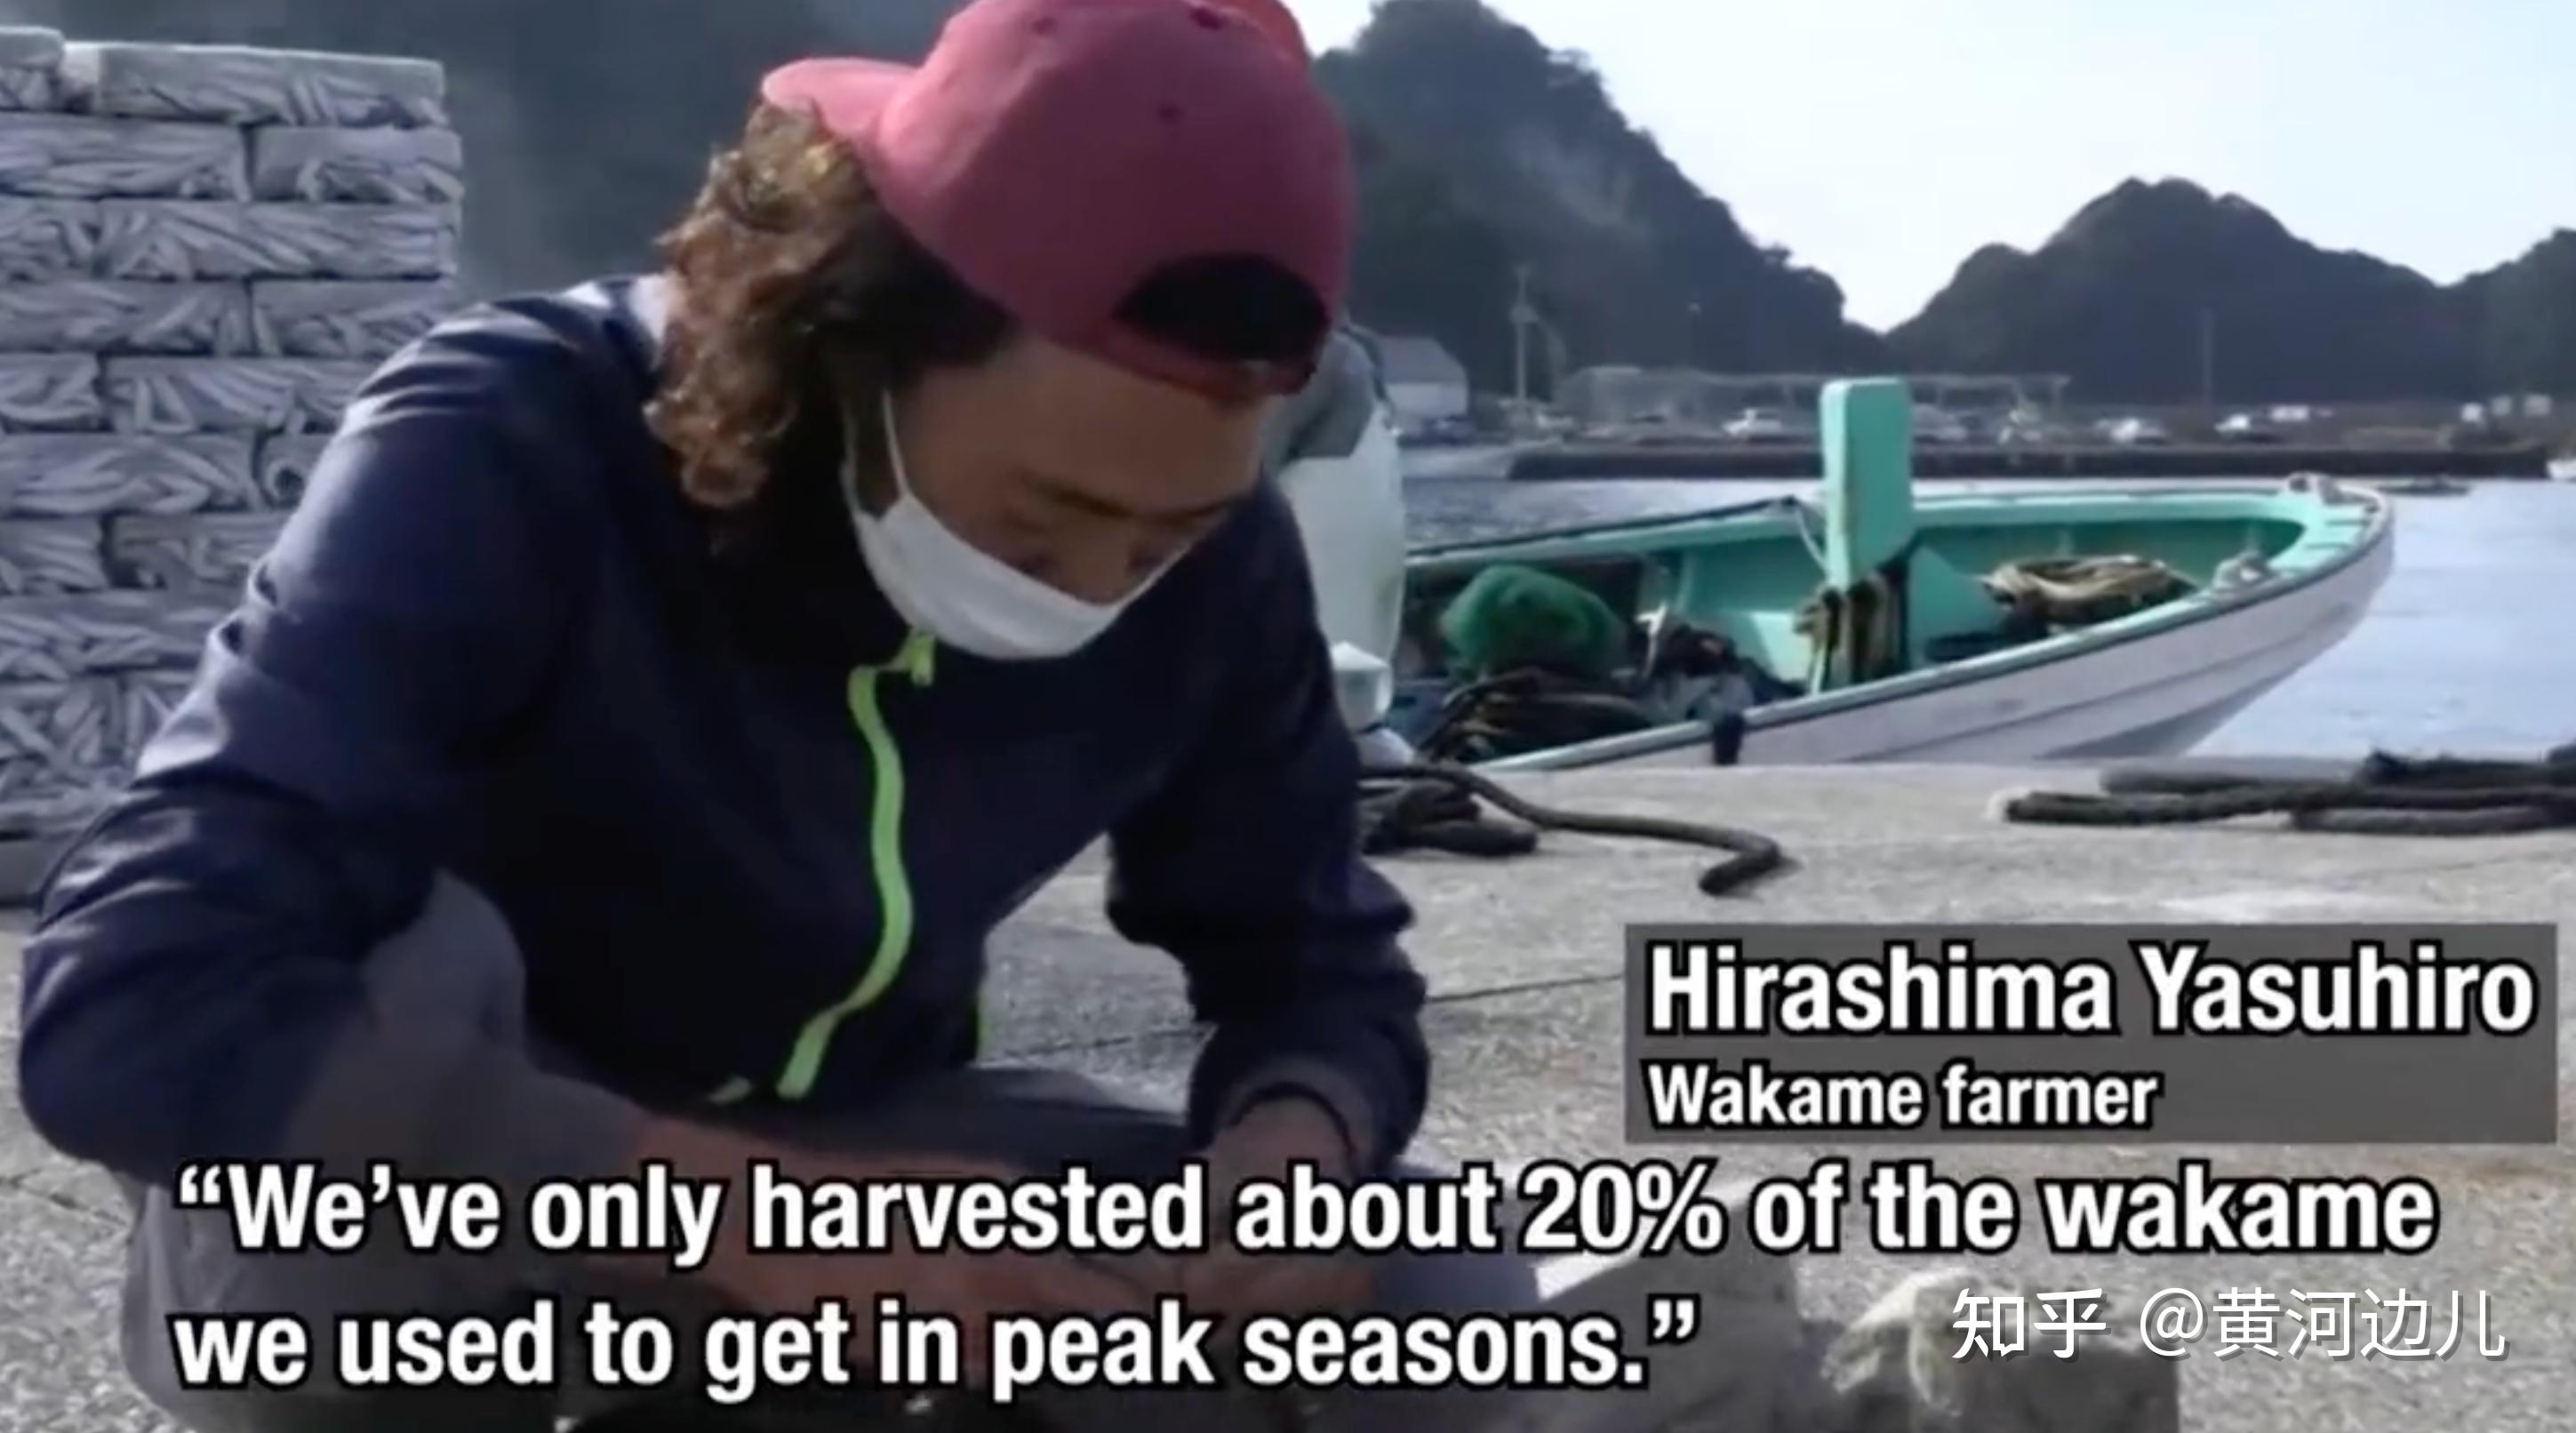 Hirashima Yasuhiro
Wakame farmer
“We’ve only harvested about 20% of the wakame
we used to get in peak seasons.”
知乎 @黄河边儿